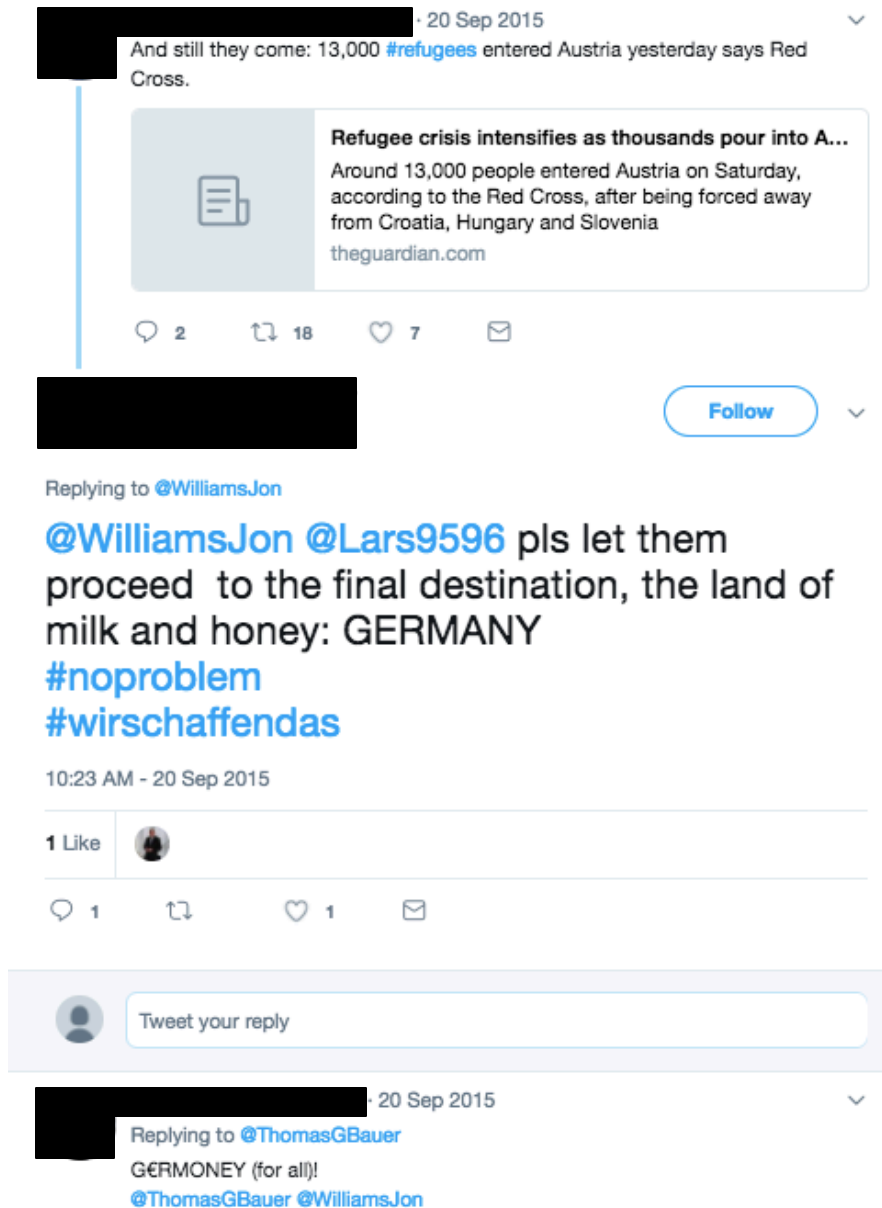 · 20 Sep 2015
And still they come: 13,000 #refugees entered Austria yesterday says Red
Cross.
Refugee crisis intensifies as thousands pour into A...
Around 13,000 people entered Austria on Saturday,
according to the Red Cross, after being forced away
from Croatia, Hungary and Slovenia
theguardian.com
2 18 7
Follow
Replying to @WilliamsJon
@WilliamsJon @Lars9596 pls let them
proceed to the final destination, the land of
milk and honey: GERMANY
#noproblem
#wirschaffendas
10:23 AM - 20 Sep 2015
1 Like
1 1
Tweet your reply
· 20 Sep 2015
Replying to @ThomasGBauer
G€RMONEY (for all)!
@ThomasGBauer @WilliamsJon